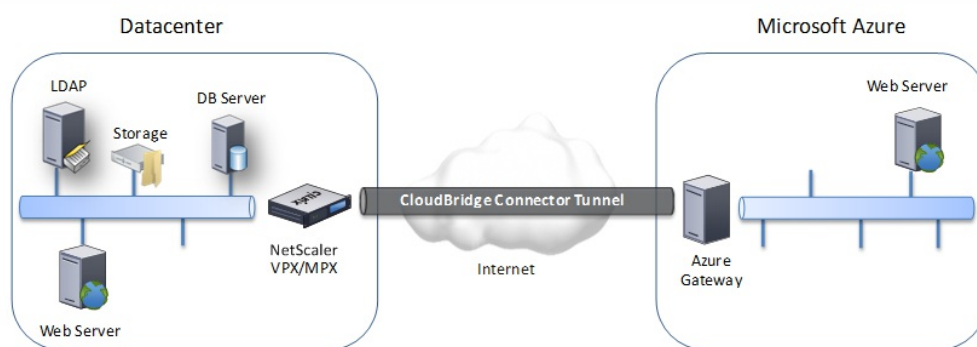 Datacenter
Microsoft Azure
LDAP
Storage
DB Server
Web Server
citrix
CloudBridge Connector Tunnel
NetScaler
VPX/MPX
Internet
Azure
Gateway
Web Server